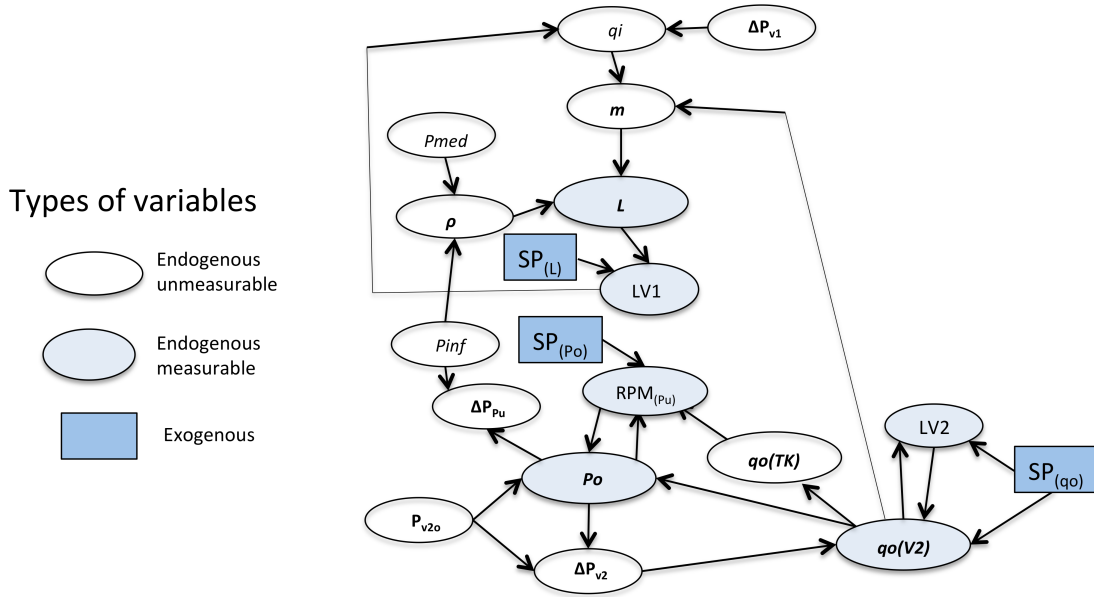 qi
ΔPv1
m
Pmed
Types of variables
ρ
L
Endogenous
unmeasurable
SP(L)
LV1
Endogenous
measurable
Pinf
SP(Po)
RPM(Pu)
ΔPPu
Exogenous
LV2
qo(TK)
SP(qo)
Po
Pv2o
qo(V2)
ΔPv2